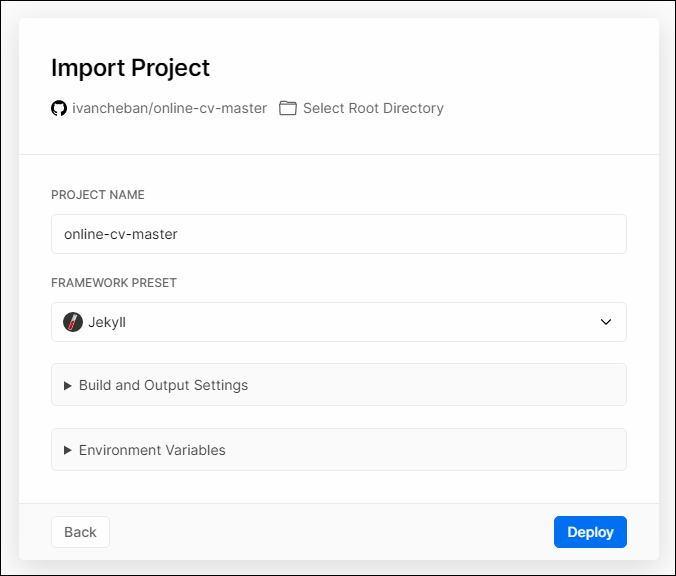 Import Project
ivancheban/online-cv-master Select Root Directory
PROJECT NAME
online-cv-master
FRAMEWORK PRESET
Jekyll
Build and Output Settings
Environment Variables
Back Deploy